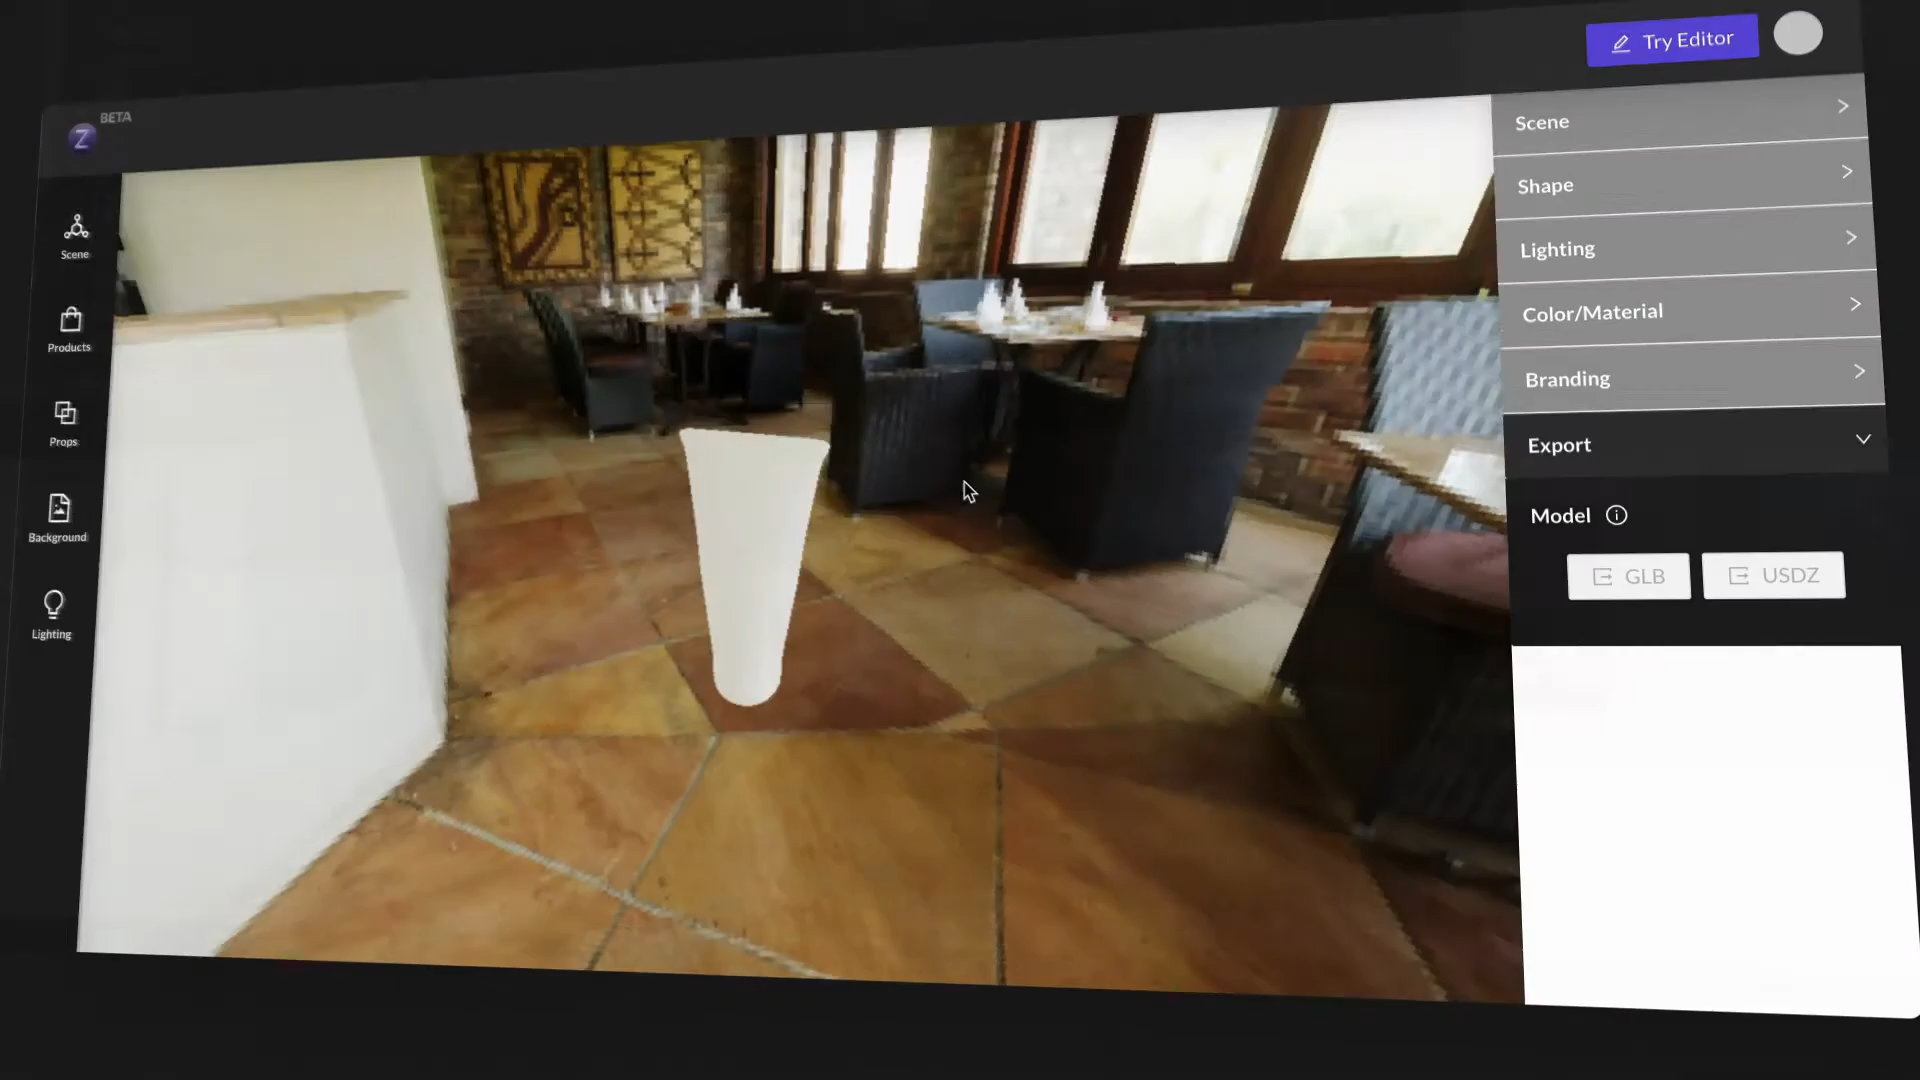 Try Editor
BETA
Z
Scene
Products
Props
Background
Lighting
Scene
Shape
Lighting
Color/Material
Branding
Export
Model
GLB
USDZ